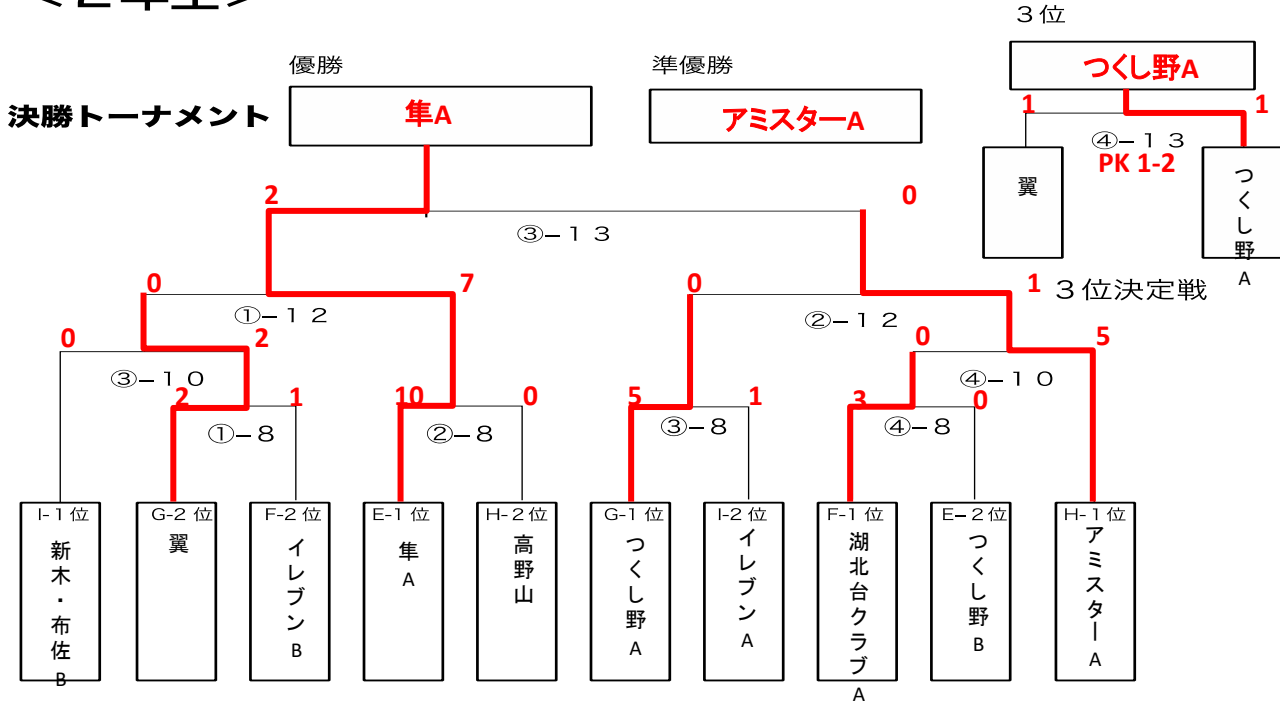 ＜２年生＞
３位
つくし野A
優勝
準優勝
決勝トーナメント
隼A
アミスターA
1
1
④−１３
PK 1-2
翼
つくし野A
2
0
③−１３
0
7
0
1
３位決定戦
①−１２
②−１２
0
2
0
5
③−１０
④−１０
2
1
10
0
5
1
3
0
①−８
②−８
③−８
④−８
I-１位
G-２位
F-２位
E-１位
H-２位
G-１位
I-２位
F-１位
E−２位
H-１位
新木・布佐B
翼
イレブンB
隼A
高野山
つくし野A
イレブンA
湖北台クラブA
つくし野B
アミスターA